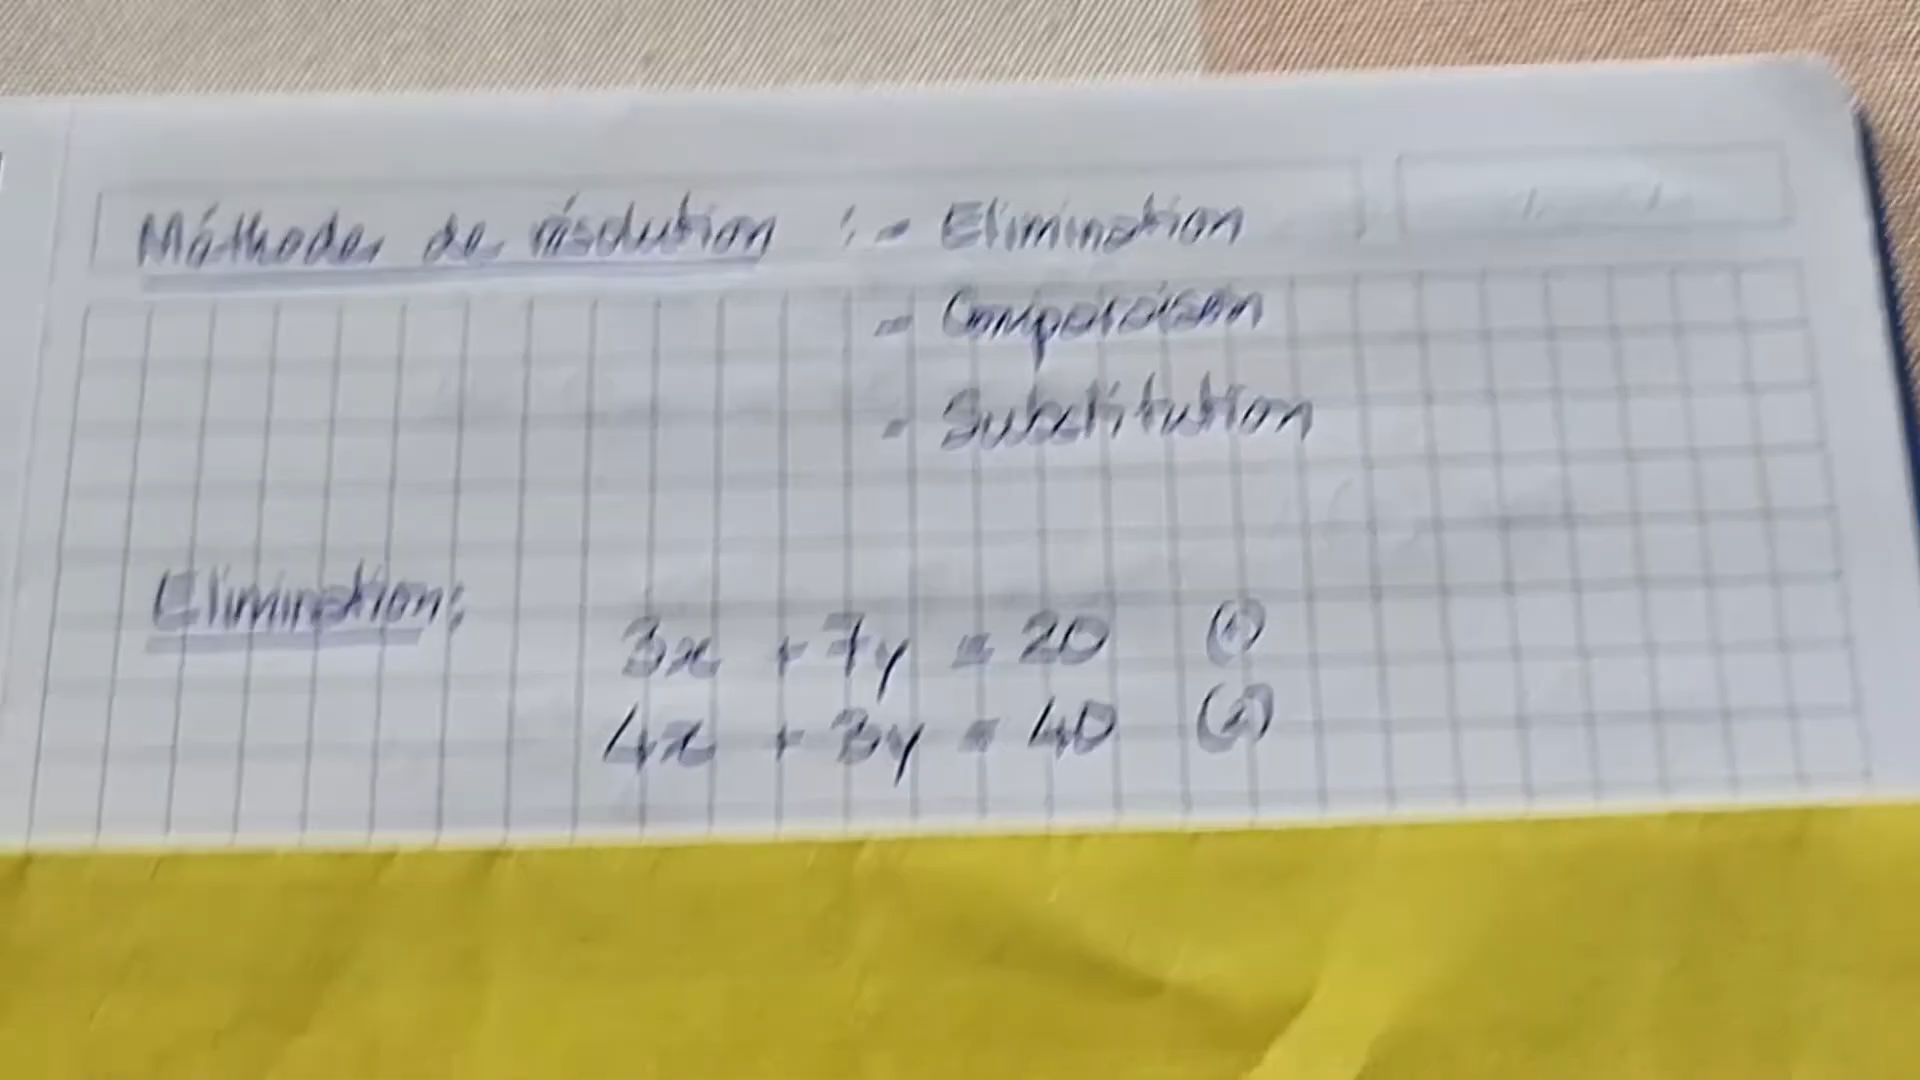 Méthodes de résolution : - Elimination
- Comparaison
- Substitution
Elimination:
3x + 7y = 20 (1)
4x + 3y = 40 (2)